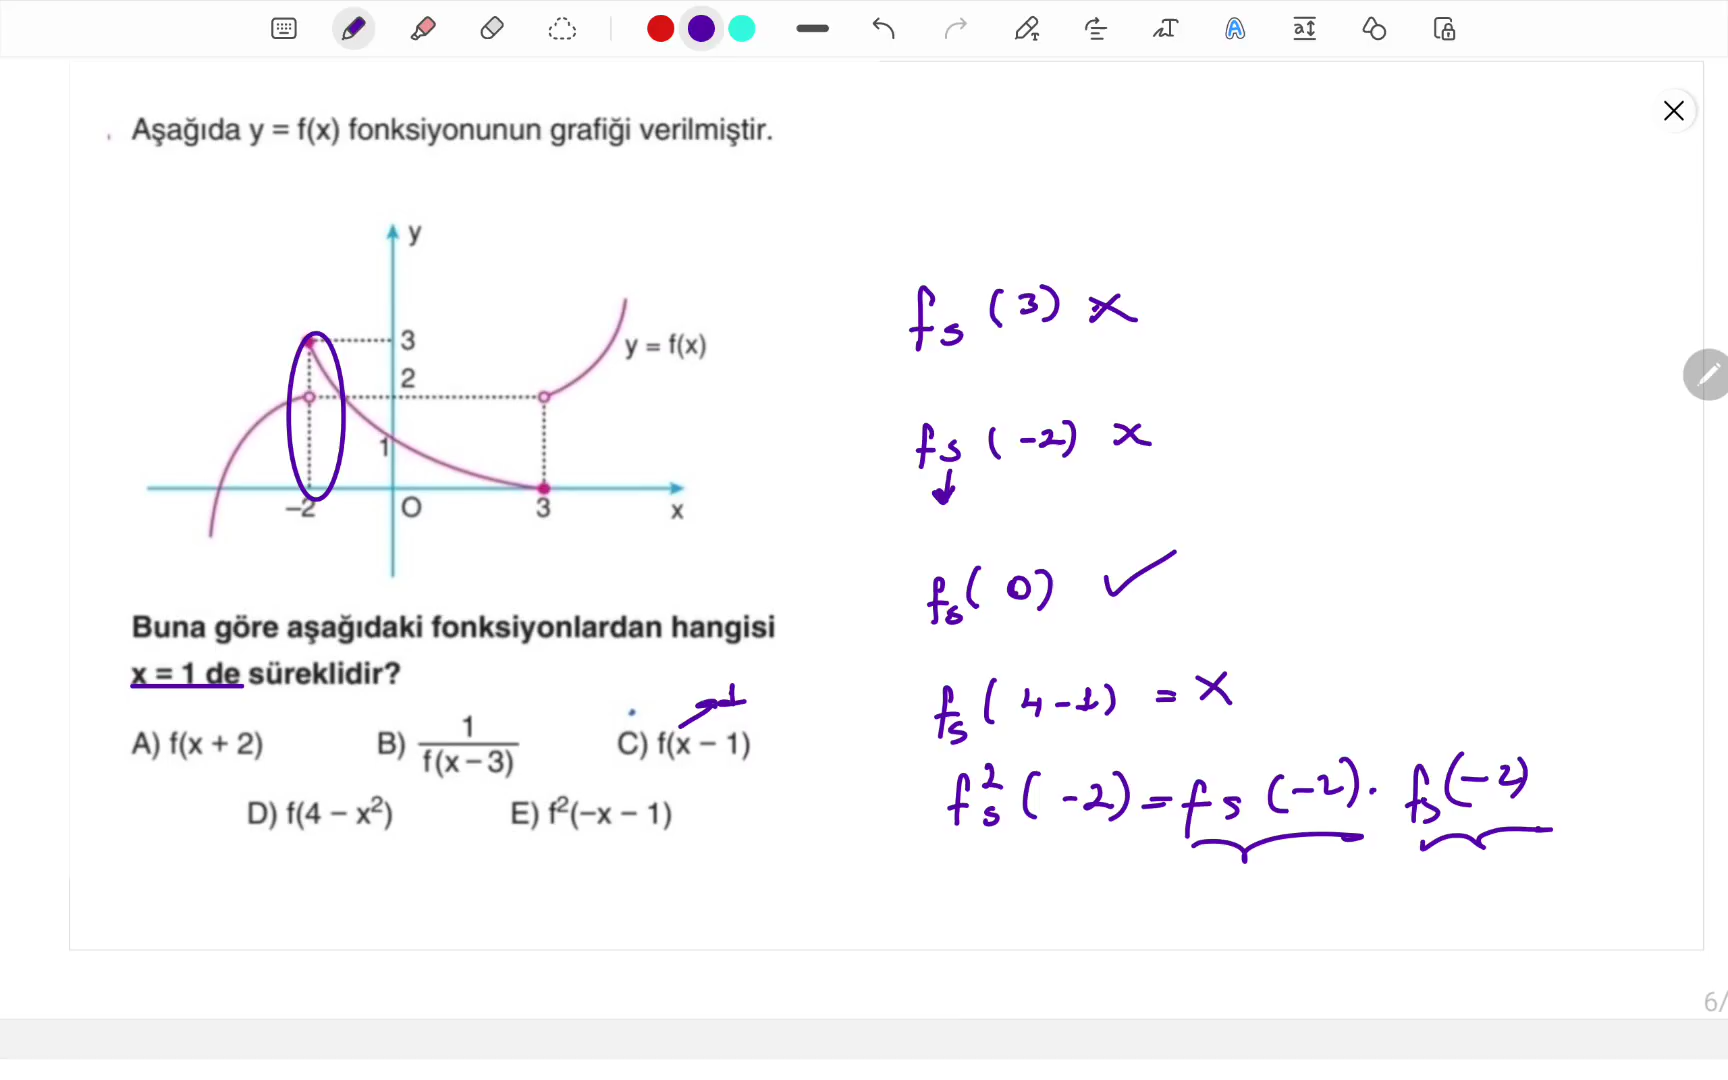 Aşağıda y = f(x) fonksiyonunun grafiği verilmiştir.
y
3
2
1
y = f(x)
–2
O
3
x
Buna göre aşağıdaki fonksiyonlardan hangisi
x = 1 de süreklidir?
A) f(x + 2)
B) 1/f(x – 3)
C) f(x – 1)
1
D) f(4 – x²)
E) f²(–x – 1)
fs (3) x
fs (-2) x
fs(0) ✓
fs(4-1) = x
fs²(-2) = fs(-2) · fs(-2)
6/